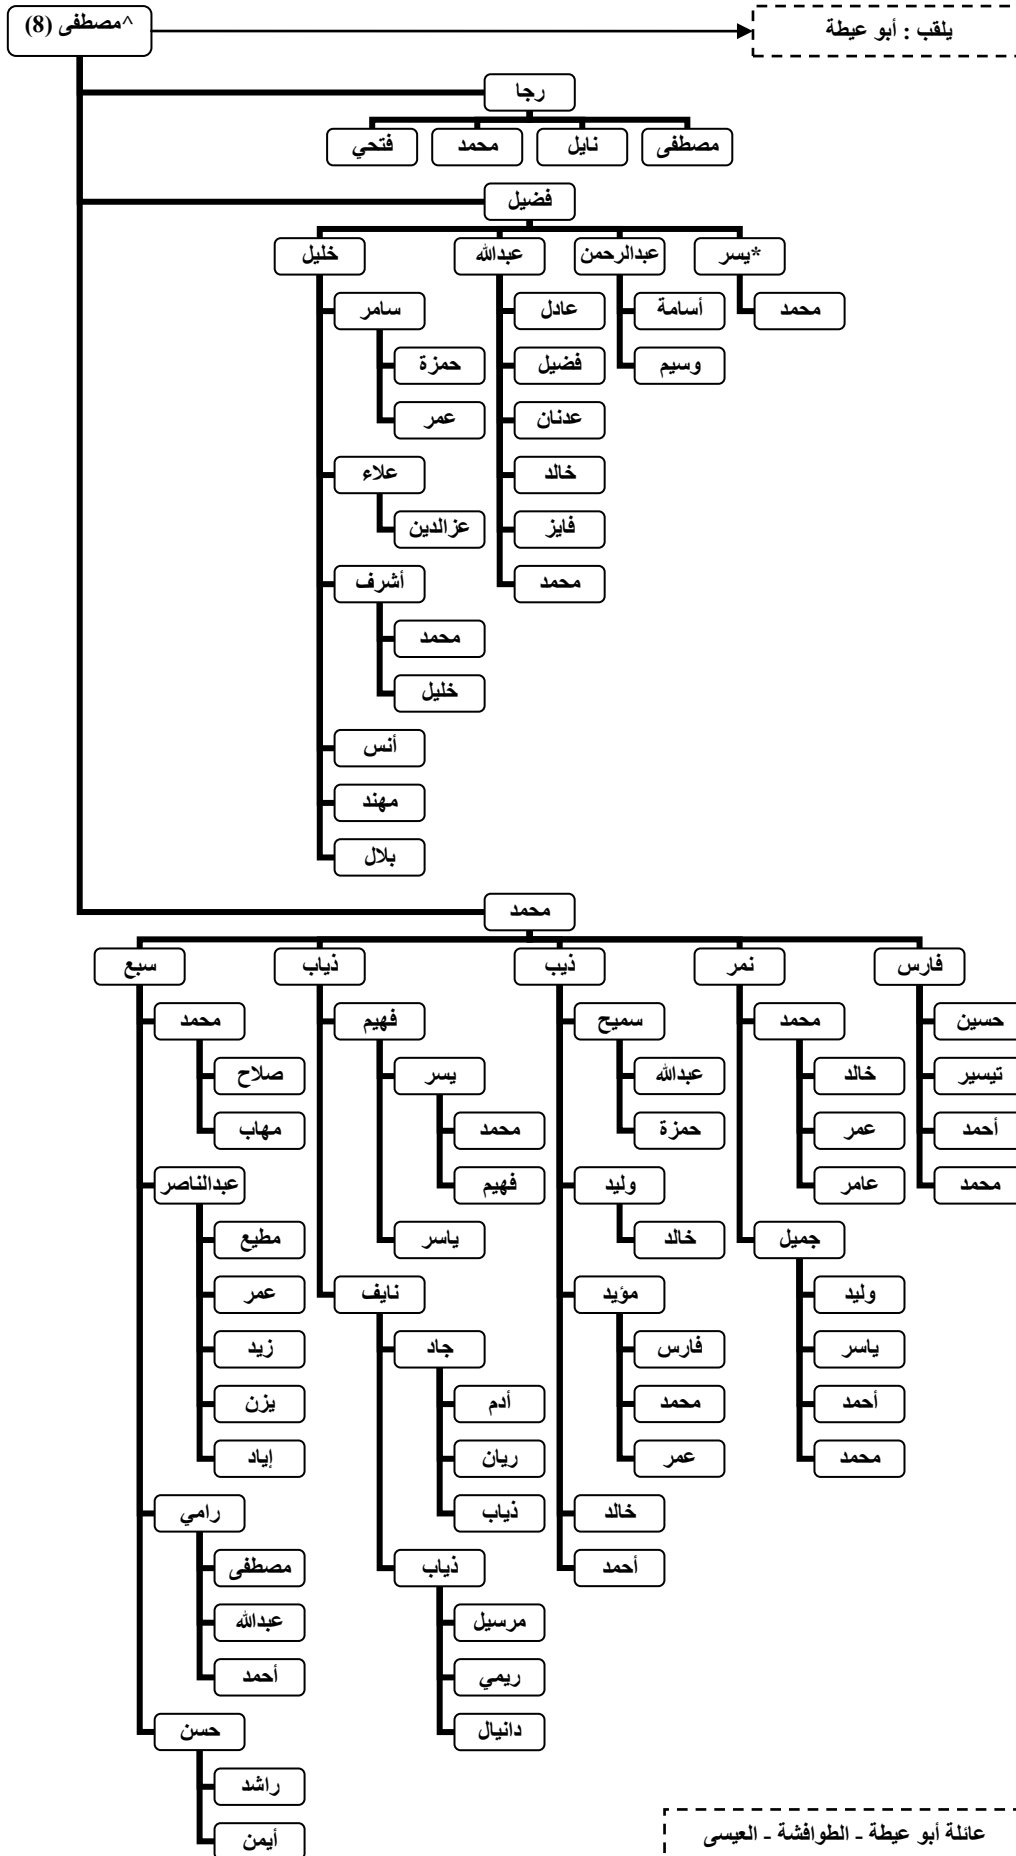 ^مصطفى (8)
يلقب : أبو عيطة
رجا
مصطفى
نايل
محمد
فتحي
فضيل
*يسر
محمد
عبدالرحمن
أسامة
وسيم
عبدالله
عادل
فضيل
عدنان
خالد
فايز
محمد
خليل
سامر
حمزة
عمر
علاء
عزالدين
أشرف
محمد
خليل
أنس
مهند
بلال
محمد
فارس
حسين
تيسير
أحمد
محمد
نمر
محمد
خالد
عمر
عامر
جميل
وليد
ياسر
أحمد
محمد
ذيب
سميح
عبدالله
حمزة
وليد
خالد
مؤيد
فارس
محمد
عمر
خالد
أحمد
ذياب
فهيم
يسر
محمد
فهيم
ياسر
نايف
جاد
أدم
ريان
ذياب
ذياب
مرسيل
ريمي
دانيال
سبع
محمد
صلاح
مهاب
عبدالناصر
مطيع
عمر
زيد
يزن
إياد
رامي
مصطفى
عبدالله
أحمد
حسن
راشد
أيمن
عائلة أبو عيطة - الطوافشة - العيسى